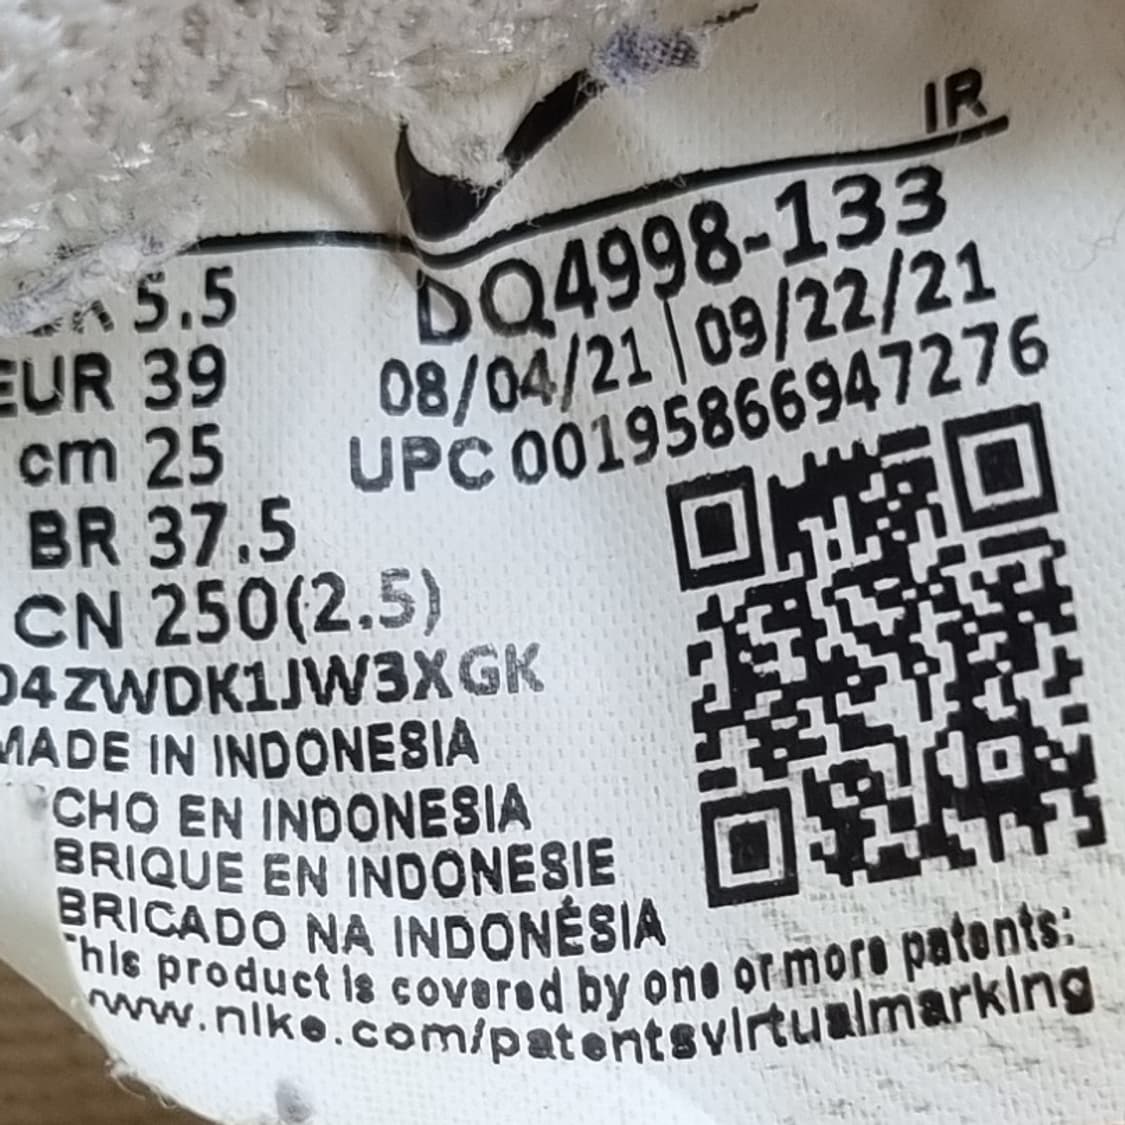 IR
DQ4998-133
5.5
08/04/21 | 09/22/21
EUR 39
UPC 00195866947276
cm 25
BR 37.5
CN 250(2.5)
04ZWDK1JW3XGK
MADE IN INDONESIA
CHO EN INDONESIA
BRIQUE EN INDONESIE
BRICADO NA INDONÉSIA
This product is covered by one or more patents:
www.nike.com/patentsvirtualmarking